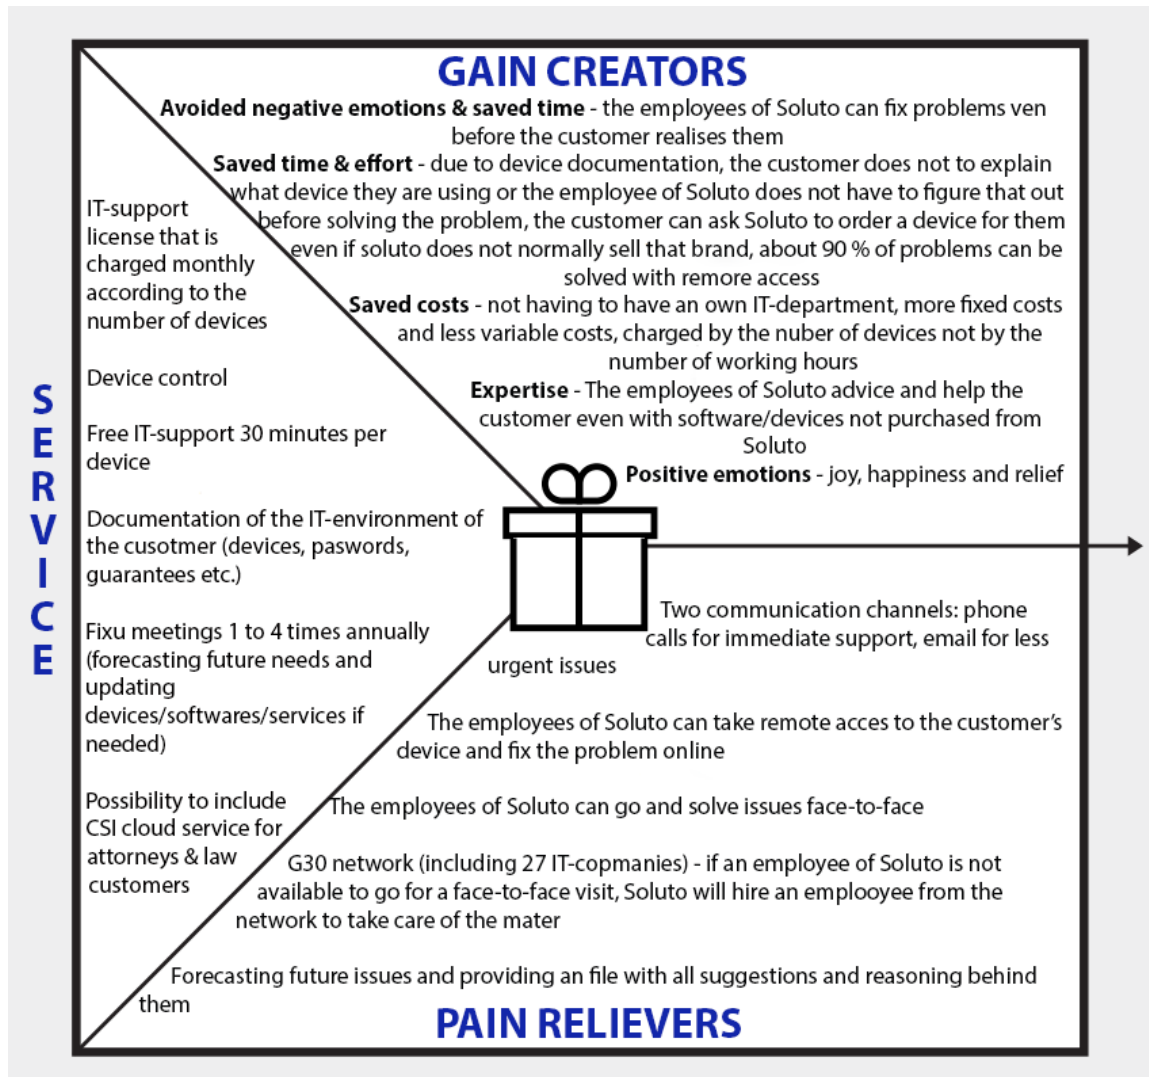 GAIN CREATORS
Avoided negative emotions & saved time - the employees of Soluto can fix problems ven
before the customer realises them
Saved time & effort - due to device documentation, the customer does not to explain
what device they are using or the employee of Soluto does not have to figure that out
before solving the problem, the customer can ask Soluto to order a device for them
even if soluto does not normally sell that brand, about 90 % of problems can be
solved with remore access
Saved costs - not having to have an own IT-department, more fixed costs
and less variable costs, charged by the nuber of devices not by the
number of working hours
Expertise - The employees of Soluto advice and help the
customer even with software/devices not purchased from
Soluto
Positive emotions - joy, happiness and relief
SERVICE
IT-support
license that is
charged monthly
according to the
number of devices
Device control
Free IT-support 30 minutes per
device
Documentation of the IT-environment of
the cusotmer (devices, paswords,
guarantees etc.)
Fixu meetings 1 to 4 times annually
(forecasting future needs and
updating
devices/softwares/services if
needed)
Possibility to include
CSI cloud service for
attorneys & law
customers
Two communication channels: phone
calls for immediate support, email for less
urgent issues
The employees of Soluto can take remote acces to the customer's
device and fix the problem online
The employees of Soluto can go and solve issues face-to-face
G30 network (including 27 IT-copmanies) - if an employee of Soluto is not
available to go for a face-to-face visit, Soluto will hire an emplooyee from the
network to take care of the mater
Forecasting future issues and providing an file with all suggestions and reasoning behind
them
PAIN RELIEVERS